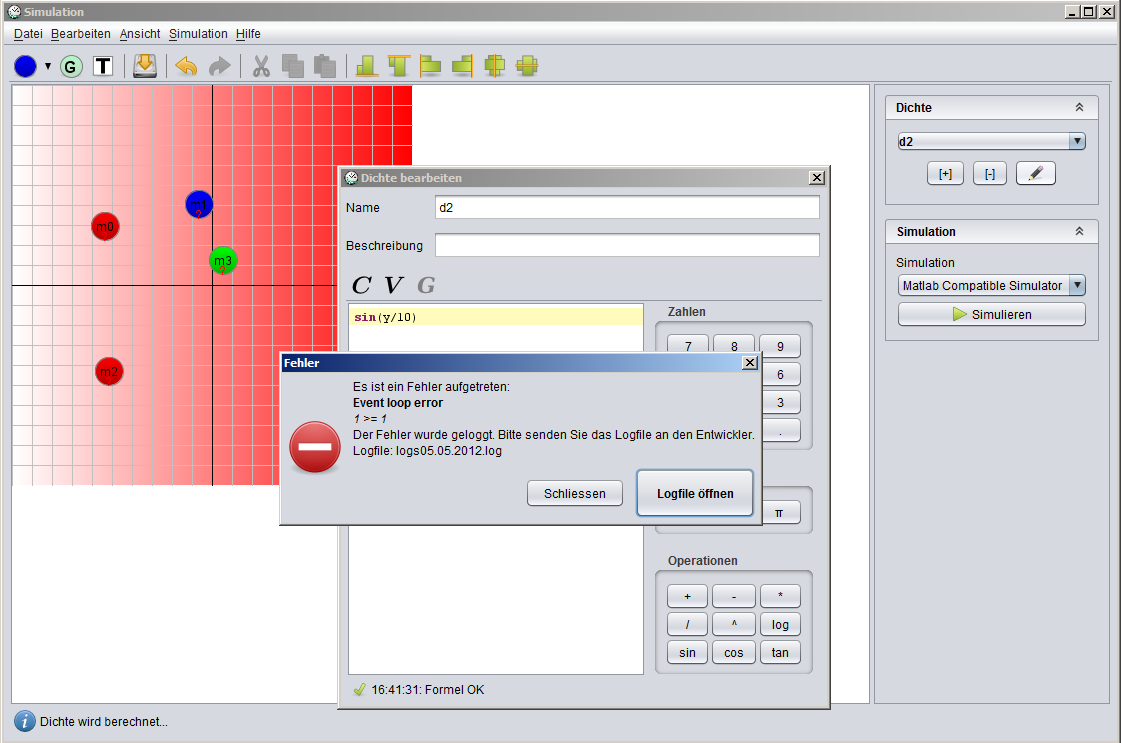 Simulation
Datei Bearbeiten Ansicht Simulation Hilfe
G T
m0
m1
?
m3
?
m2
Dichte
d2
[+] [-]
Simulation
Simulation
Matlab Compatible Simulator
Simulieren
Dichte bearbeiten
Name d2
Beschreibung
C V G
sin(y/10)
Zahlen
7 8 9
6
3
.
π
Operationen
+ - *
/ ^ log
sin cos tan
16:41:31: Formel OK
Fehler
Es ist ein Fehler aufgetreten:
Event loop error
1 >= 1
Der Fehler wurde geloggt. Bitte senden Sie das Logfile an den Entwickler.
Logfile: logs05.05.2012.log
Schliessen Logfile öffnen
Dichte wird berechnet...